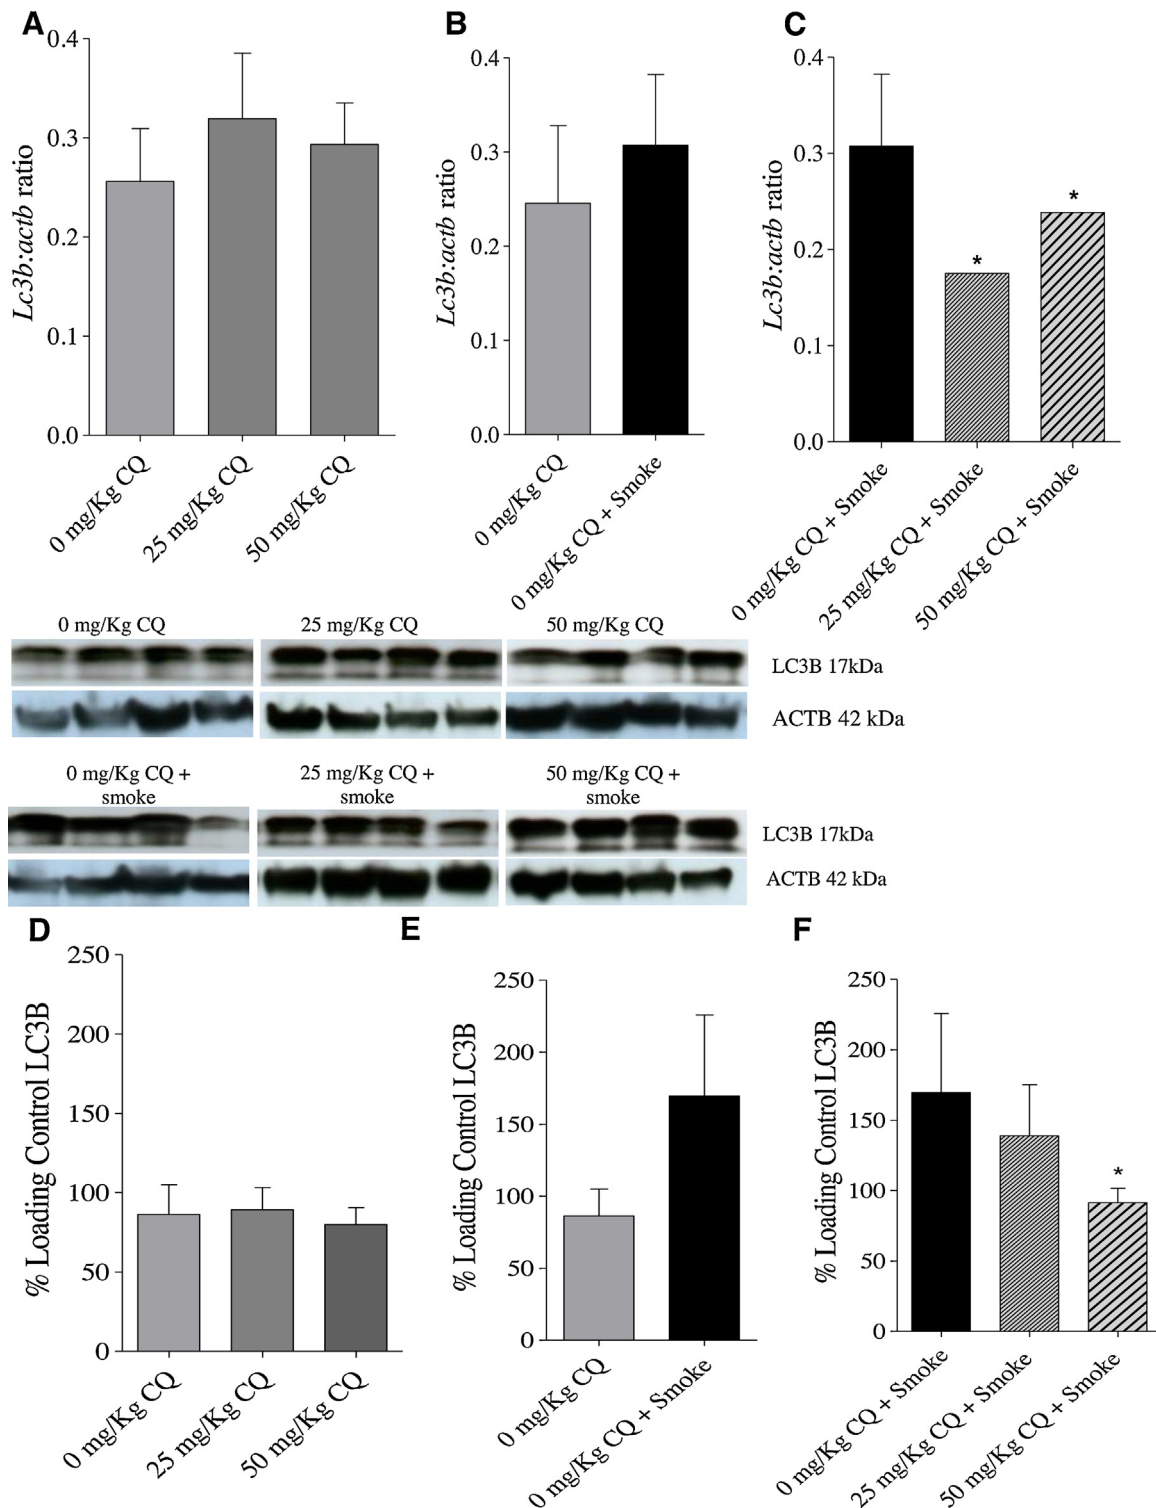 A
0.4
0.3
0.2
0.1
0.0
Lc3b:actb ratio
0 mg/Kg CQ
25 mg/Kg CQ
50 mg/Kg CQ
B
0.4
0.3
0.2
0.1
0.0
Lc3b:actb ratio
0 mg/Kg CQ
0 mg/Kg CQ + Smoke
C
0.4
0.3
0.2
0.1
0.0
Lc3b:actb ratio
*
*
0 mg/Kg CQ + Smoke
25 mg/Kg CQ + Smoke
50 mg/Kg CQ + Smoke
0 mg/Kg CQ
25 mg/Kg CQ
50 mg/Kg CQ
LC3B 17kDa
ACTB 42 kDa
0 mg/Kg CQ +
smoke
25 mg/Kg CQ +
smoke
50 mg/Kg CQ +
smoke
LC3B 17kDa
ACTB 42 kDa
D
250
200
150
100
50
0
% Loading Control LC3B
0 mg/Kg CQ
25 mg/Kg CQ
50 mg/Kg CQ
E
250
200
150
100
50
0
% Loading Control LC3B
0 mg/Kg CQ
0 mg/Kg CQ + Smoke
F
250
200
150
100
50
0
% Loading Control LC3B
*
0 mg/Kg CQ + Smoke
25 mg/Kg CQ + Smoke
50 mg/Kg CQ + Smoke